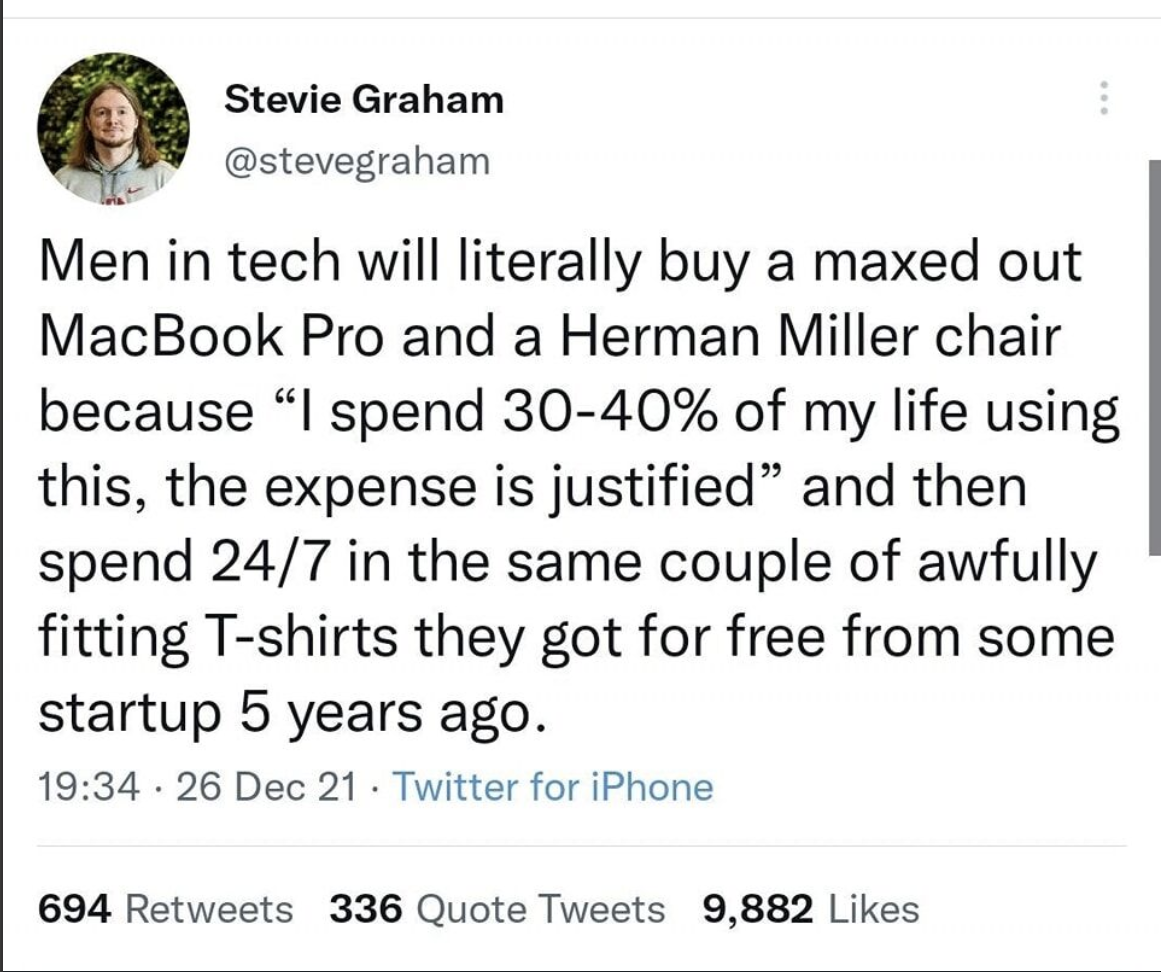 Stevie Graham
@stevegraham
Men in tech will literally buy a maxed out
MacBook Pro and a Herman Miller chair
because “I spend 30-40% of my life using
this, the expense is justified” and then
spend 24/7 in the same couple of awfully
fitting T-shirts they got for free from some
startup 5 years ago.
19:34 · 26 Dec 21 · Twitter for iPhone
694 Retweets 336 Quote Tweets 9,882 Likes